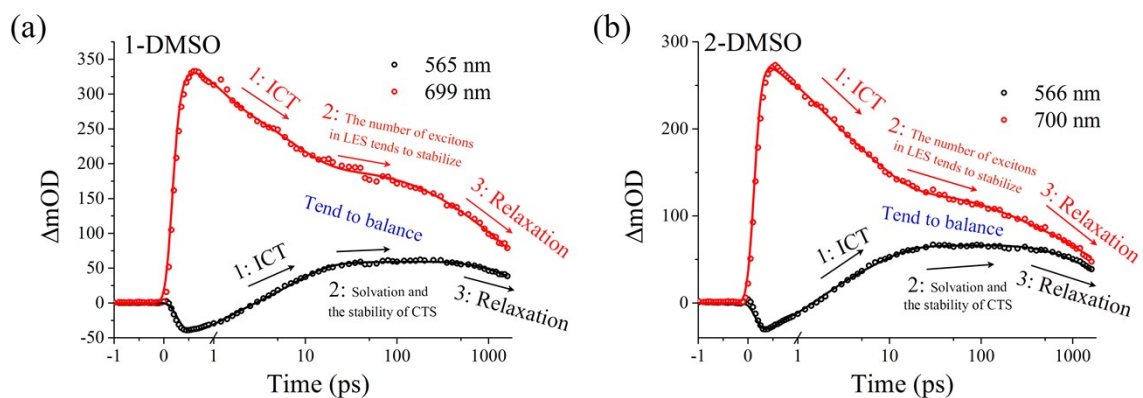 (a)
1-DMSO
565 nm
699 nm
1: ICT
2: The number of excitons
in LES tends to stabilize
3: Relaxation
Tend to balance
1: ICT
2: Solvation and
the stability of CTS
3: Relaxation
350
300
250
200
150
100
50
0
-50
ΔmOD
-1
0
1
10
100
1000
Time (ps)
(b)
2-DMSO
566 nm
700 nm
1: ICT
2: The number of excitons
in LES tends to stabilize
3: Relaxation
Tend to balance
1: ICT
2: Solvation and
the stability of CTS
3: Relaxation
300
250
200
150
100
50
0
ΔmOD
-1
0
1
10
100
1000
Time (ps)